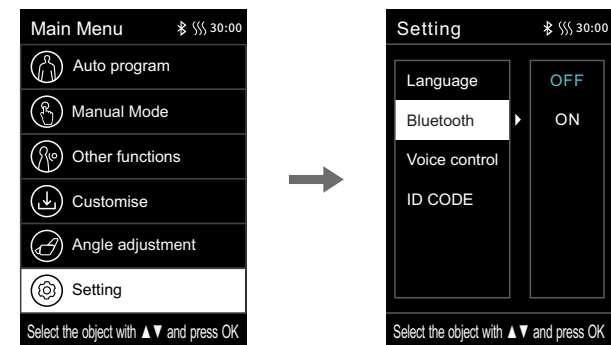 Main Menu 30:00
Auto program
Manual Mode
Other functions
Customise
Angle adjustment
Setting
Select the object with ▲▼ and press OK
Setting 30:00
Language
Bluetooth
Voice control
ID CODE
OFF
ON
Select the object with ▲▼ and press OK